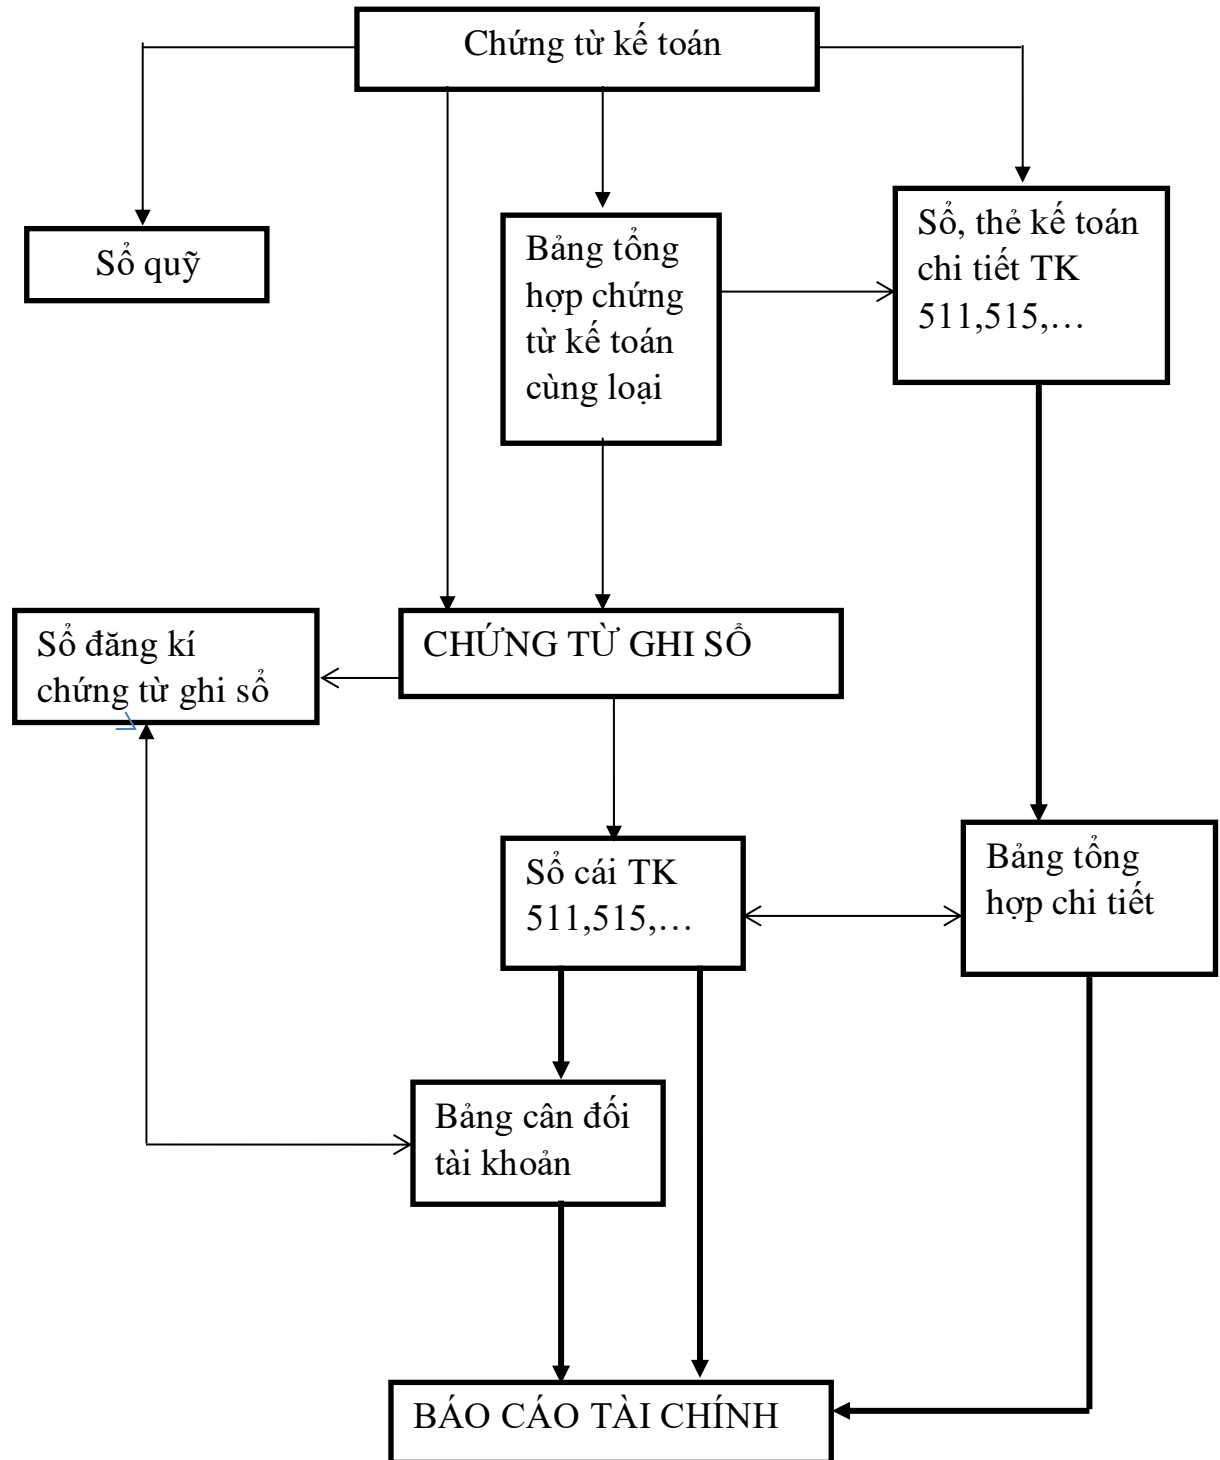 Chứng từ kế toán
Sổ quỹ
Bảng tổng
hợp chứng
từ kế toán
cùng loại
Sổ, thẻ kế toán
chi tiết TK
511,515,…
Sổ đăng kí
chứng từ ghi sổ
CHỨNG TỪ GHI SỔ
Sổ cái TK
511,515,…
Bảng tổng
hợp chi tiết
Bảng cân đối
tài khoản
BÁO CÁO TÀI CHÍNH